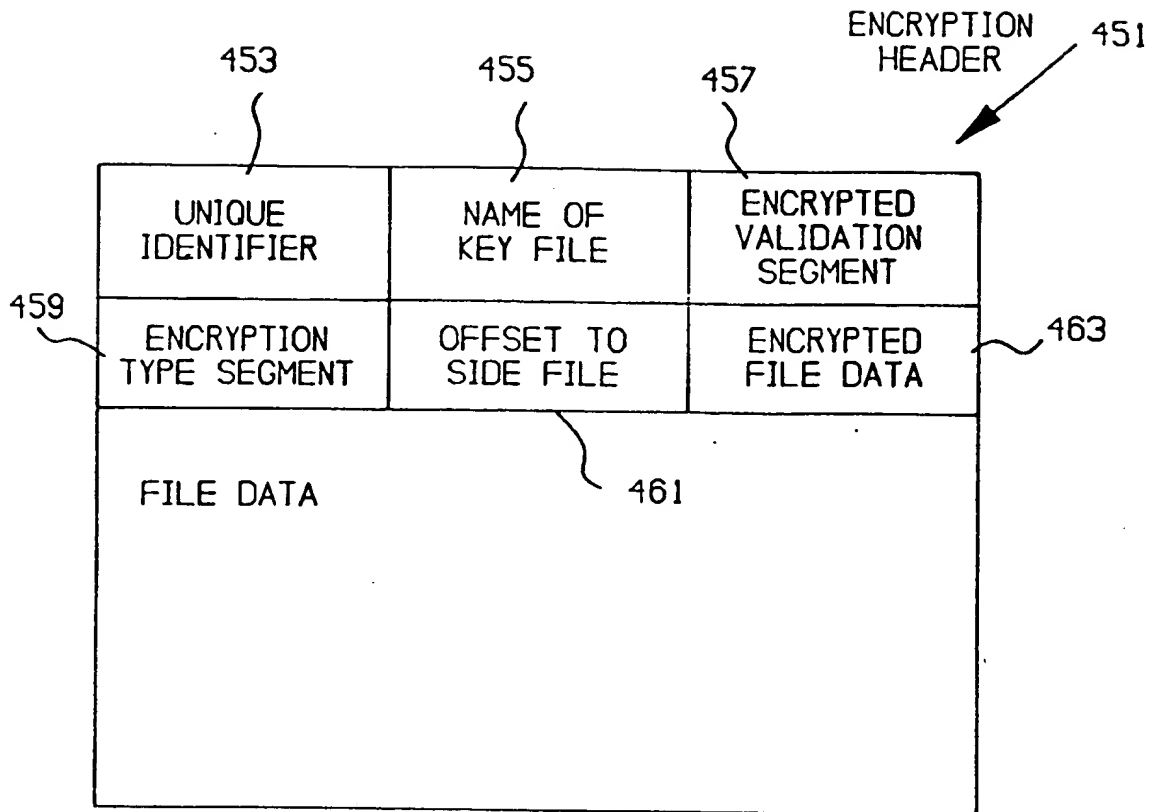 ENCRYPTION
HEADER
451
453
455
457
UNIQUE
IDENTIFIER
NAME OF
KEY FILE
ENCRYPTED
VALIDATION
SEGMENT
459
ENCRYPTION
TYPE SEGMENT
OFFSET TO
SIDE FILE
ENCRYPTED
FILE DATA
463
461
FILE DATA